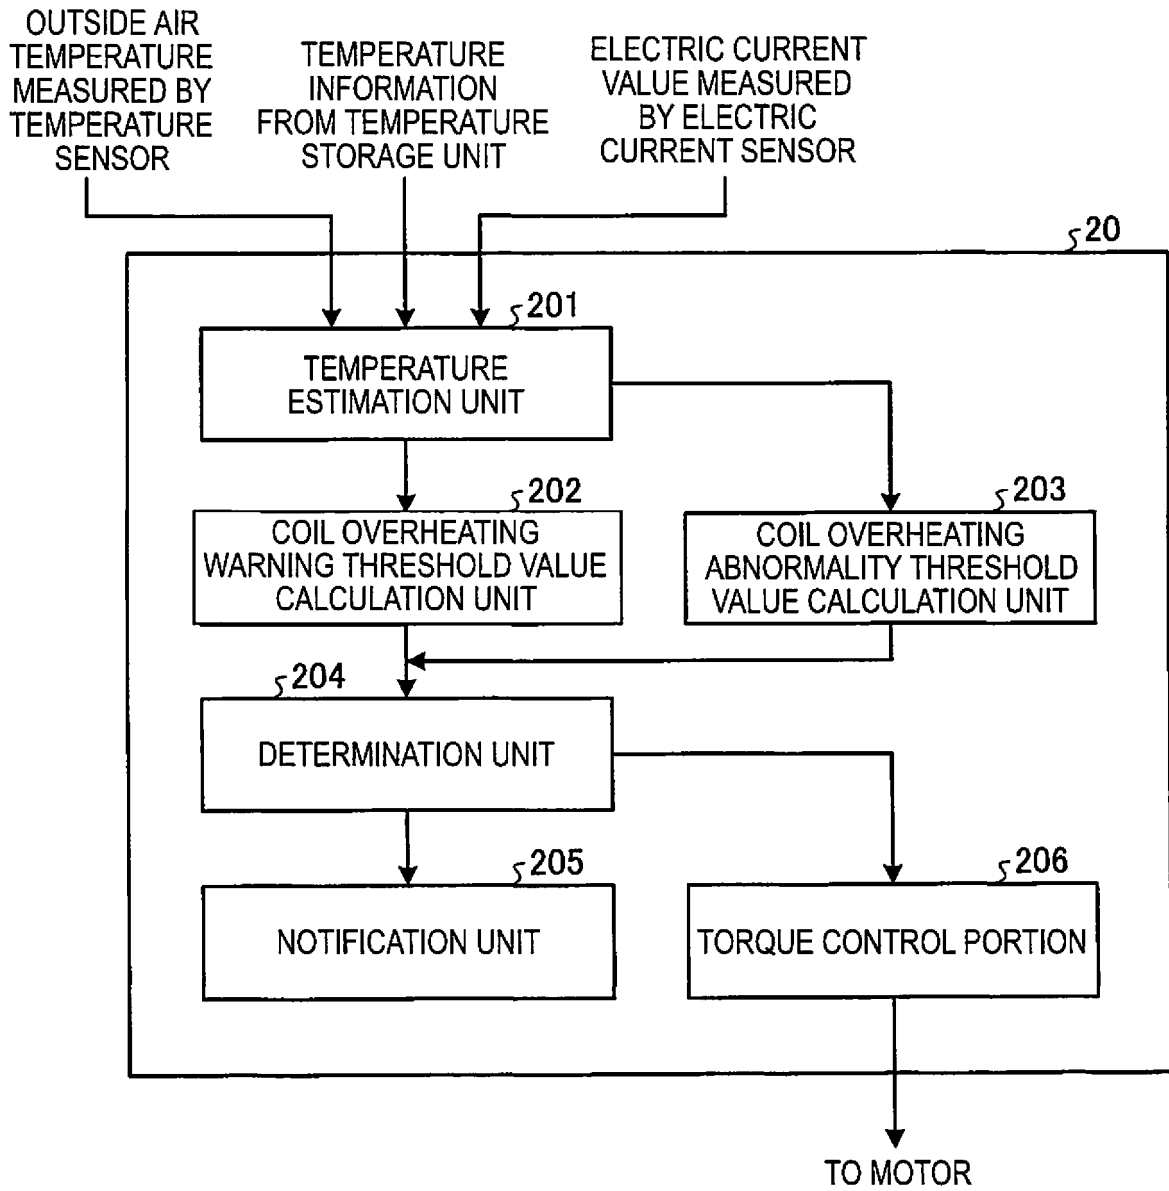 OUTSIDE AIR
TEMPERATURE
MEASURED BY
TEMPERATURE
SENSOR
TEMPERATURE
INFORMATION
FROM TEMPERATURE
STORAGE UNIT
ELECTRIC CURRENT
VALUE MEASURED
BY ELECTRIC
CURRENT SENSOR
20
201
TEMPERATURE
ESTIMATION UNIT
202
COIL OVERHEATING
WARNING THRESHOLD VALUE
CALCULATION UNIT
203
COIL OVERHEATING
ABNORMALITY THRESHOLD
VALUE CALCULATION UNIT
204
DETERMINATION UNIT
205
NOTIFICATION UNIT
206
TORQUE CONTROL PORTION
TO MOTOR